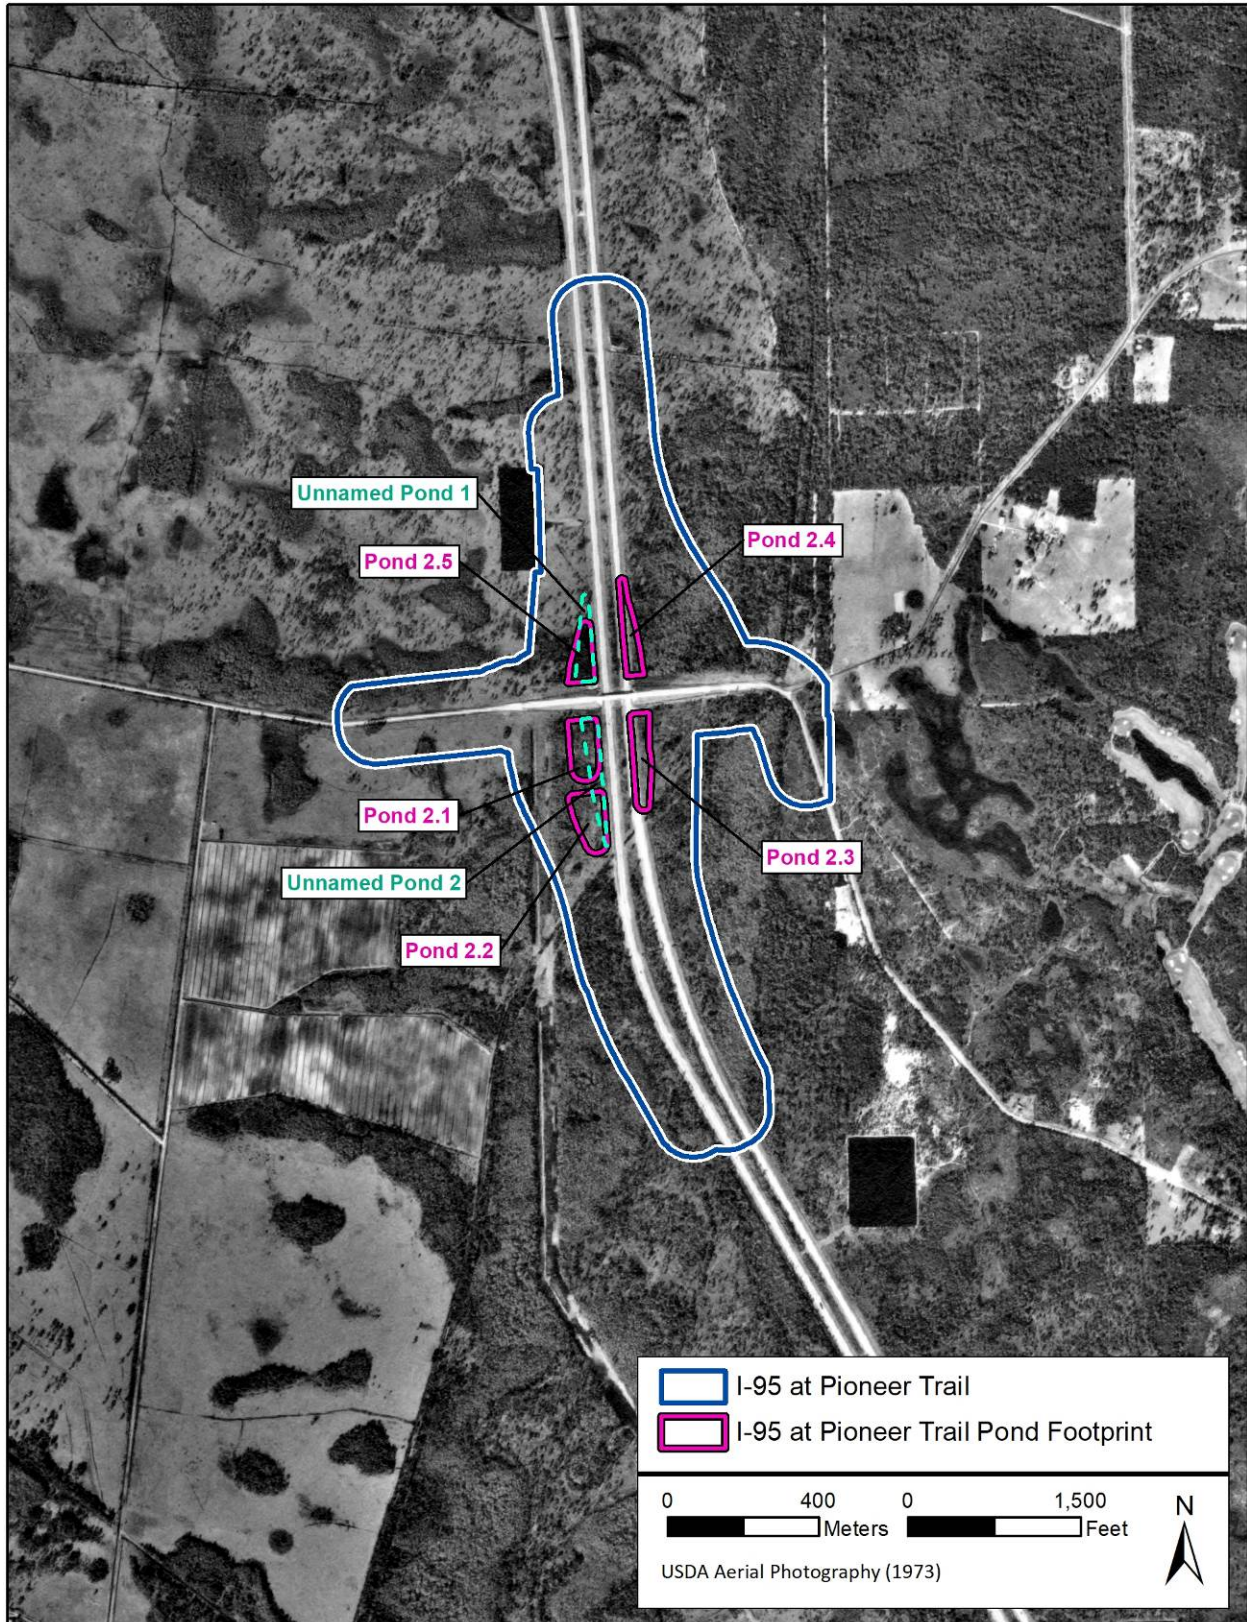 Unnamed Pond 1
Pond 2.4
Pond 2.5
Pond 2.1
Pond 2.3
Unnamed Pond 2
Pond 2.2
I-95 at Pioneer Trail
I-95 at Pioneer Trail Pond Footprint
0 400 0 1,500 N
Meters Feet
USDA Aerial Photography (1973)